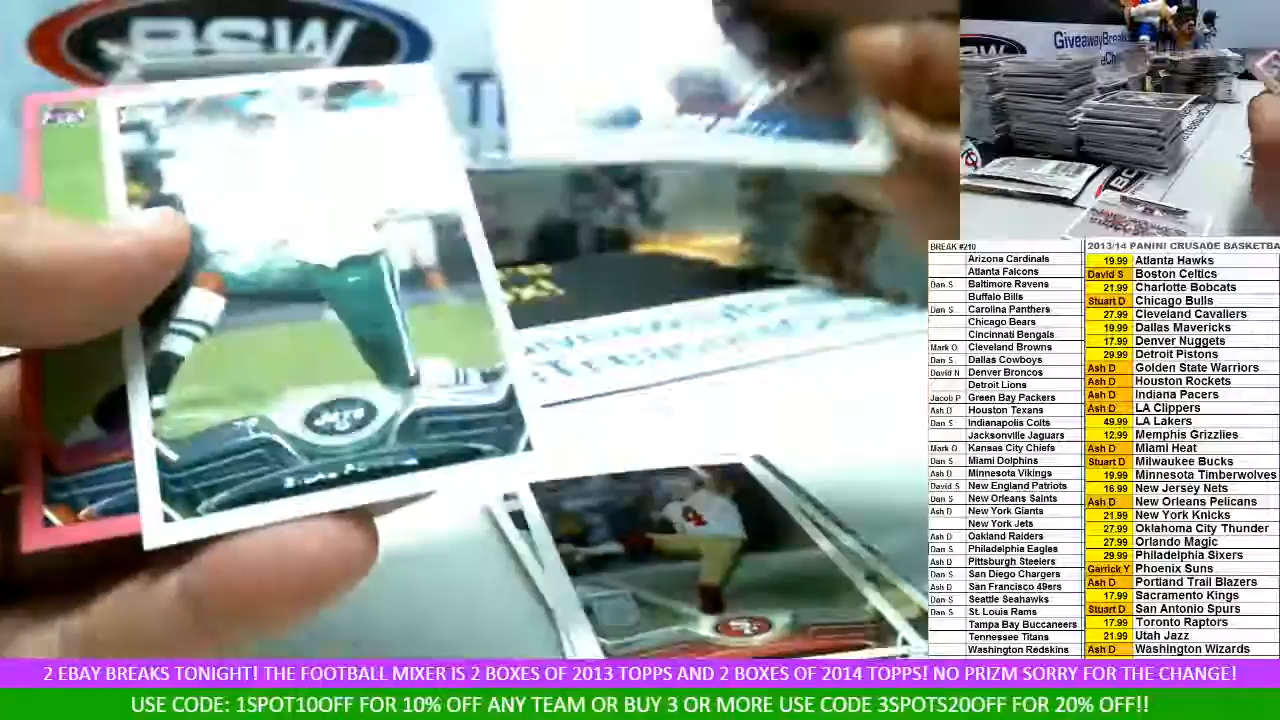 BSW
JETS
BSW
GiveawayBreak
BREAK #210
Arizona Cardinals
Atlanta Falcons
Dan S Baltimore Ravens
Buffalo Bills
Dan S Carolina Panthers
Chicago Bears
Cincinnati Bengals
Mark O Cleveland Browns
Dan S Dallas Cowboys
David N Denver Broncos
Detroit Lions
Jacob P Green Bay Packers
Ash D Houston Texans
Dan S Indianapolis Colts
Jacksonville Jaguars
Mark O Kansas City Chiefs
Dan S Miami Dolphins
Ash D Minnesota Vikings
David S New England Patriots
Dan S New Orleans Saints
Ash D New York Giants
New York Jets
Ash D Oakland Raiders
Dan S Philadelphia Eagles
Ash D Pittsburgh Steelers
Dan S San Diego Chargers
Ash D San Francisco 49ers
Dan S Seattle Seahawks
Dan S St. Louis Rams
Tampa Bay Buccaneers
Tennessee Titans
Washington Redskins
2013/14 PANINI CRUSADE BASKETBA
19.99 Atlanta Hawks
David S Boston Celtics
21.99 Charlotte Bobcats
Stuart D Chicago Bulls
27.99 Cleveland Cavaliers
19.99 Dallas Mavericks
17.99 Denver Nuggets
29.99 Detroit Pistons
Ash D Golden State Warriors
Ash D Houston Rockets
Ash D Indiana Pacers
Ash D LA Clippers
49.99 LA Lakers
12.99 Memphis Grizzlies
Ash D Miami Heat
Stuart D Milwaukee Bucks
19.99 Minnesota Timberwolves
16.99 New Jersey Nets
Ash D New Orleans Pelicans
21.99 New York Knicks
27.99 Oklahoma City Thunder
27.99 Orlando Magic
29.99 Philadelphia Sixers
Garrick Y Phoenix Suns
Ash D Portland Trail Blazers
17.99 Sacramento Kings
Stuart D San Antonio Spurs
17.99 Toronto Raptors
21.99 Utah Jazz
Ash D Washington Wizards
2 EBAY BREAKS TONIGHT! THE FOOTBALL MIXER IS 2 BOXES OF 2013 TOPPS AND 2 BOXES OF 2014 TOPPS! NO PRIZM SORRY FOR THE CHANGE!
USE CODE: 1SPOT10OFF FOR 10% OFF ANY TEAM OR BUY 3 OR MORE USE CODE 3SPOTS20OFF FOR 20% OFF!!